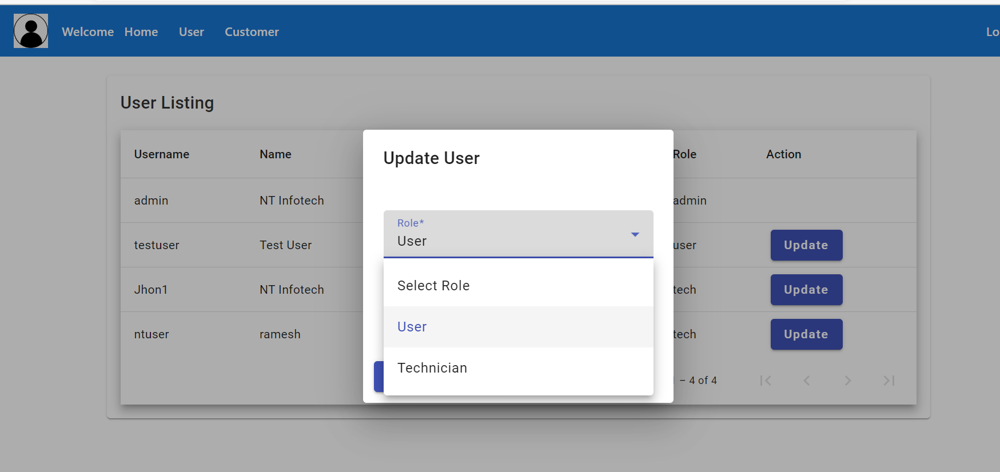 Welcome Home User Customer Lo
User Listing
Username Name Role Action
admin NT Infotech admin
testuser Test User user Update
Jhon1 NT Infotech tech Update
ntuser ramesh tech Update
– 4 of 4
Update User
Role*
User
Select Role
User
Technician